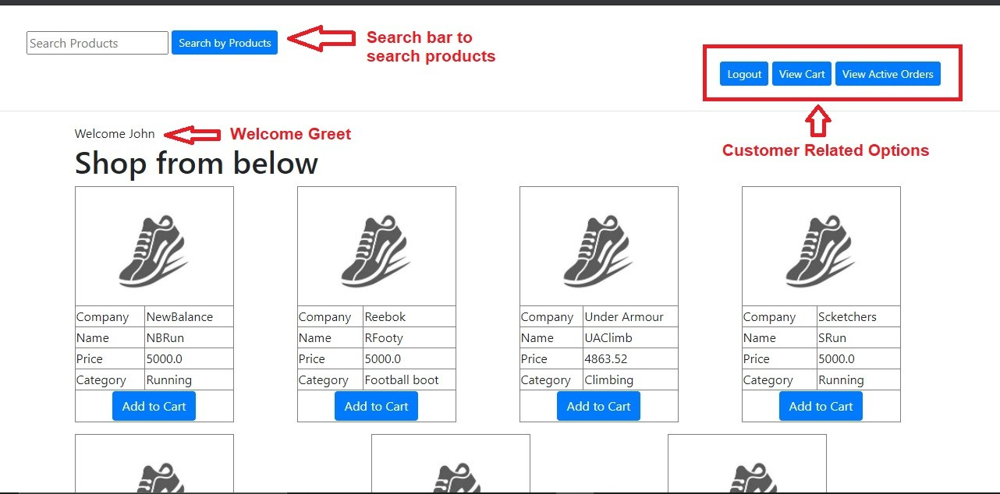 Search Products
Search by Products
Search bar to
search products
Logout
View Cart
View Active Orders
Welcome John
Welcome Greet
Customer Related Options
Shop from below
Company NewBalance
Name NBRun
Price 5000.0
Category Running
Add to Cart
Company Reebok
Name RFooty
Price 5000.0
Category Football boot
Add to Cart
Company Under Armour
Name UAClimb
Price 4863.52
Category Climbing
Add to Cart
Company Scketchers
Name SRun
Price 5000.0
Category Running
Add to Cart